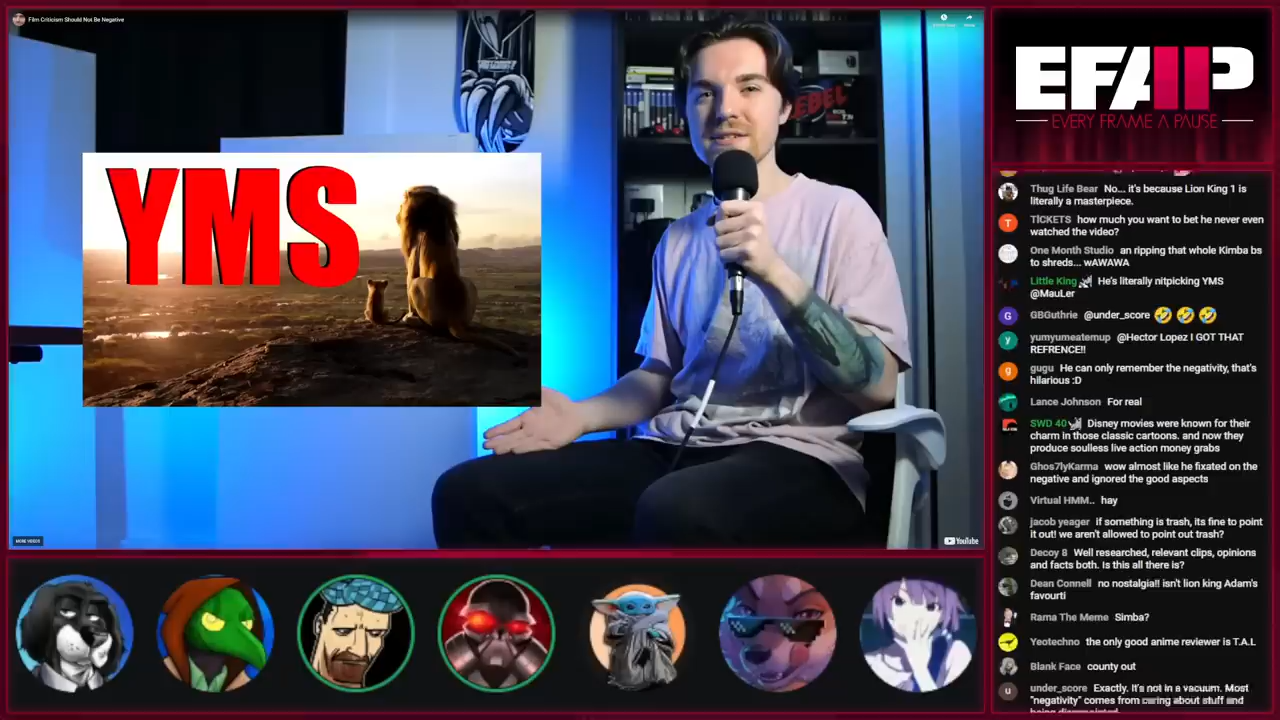 Film Criticism Should Not Be Negative
YMS
REBEL
MORE VIDEOS
YouTube
EFAP
EVERY FRAME A PAUSE
Thug Life Bear No... it's because Lion King 1 is
literally a masterpiece.
TICKETS how much you want to bet he never even
watched the video?
One Month Studio an ripping that whole Kimba bs
to shreds... wAWAWA
Little King He's literally nitpicking YMS
@MauLer
GBGuthrie @under_score 🤣 🤣 🤣
yumyumeatemup @Hector Lopez I GOT THAT
REFRENCE!!
gugu He can only remember the negativity, that's
hilarious :D
Lance Johnson For real
SWD 40 Disney movies were known for their
charm in those classic cartoons. and now they
produce soulless live action money grabs
Ghos7lyKarma wow almost like he fixated on the
negative and ignored the good aspects
Virtual HMM.. hay
jacob yeager if something is trash, its fine to point
it out! we aren't allowed to point out trash?
Decoy 8 Well researched, relevant clips, opinions
and facts both. Is this all there is?
Dean Connell no nostalgia!! isn't lion king Adam's
favourti
Rama The Meme Simba?
Yeotechno the only good anime reviewer is T.A.L
Blank Face county out
under_score Exactly. It's not in a vacuum. Most
"negativity" comes from caring about stuff and
being disappointed